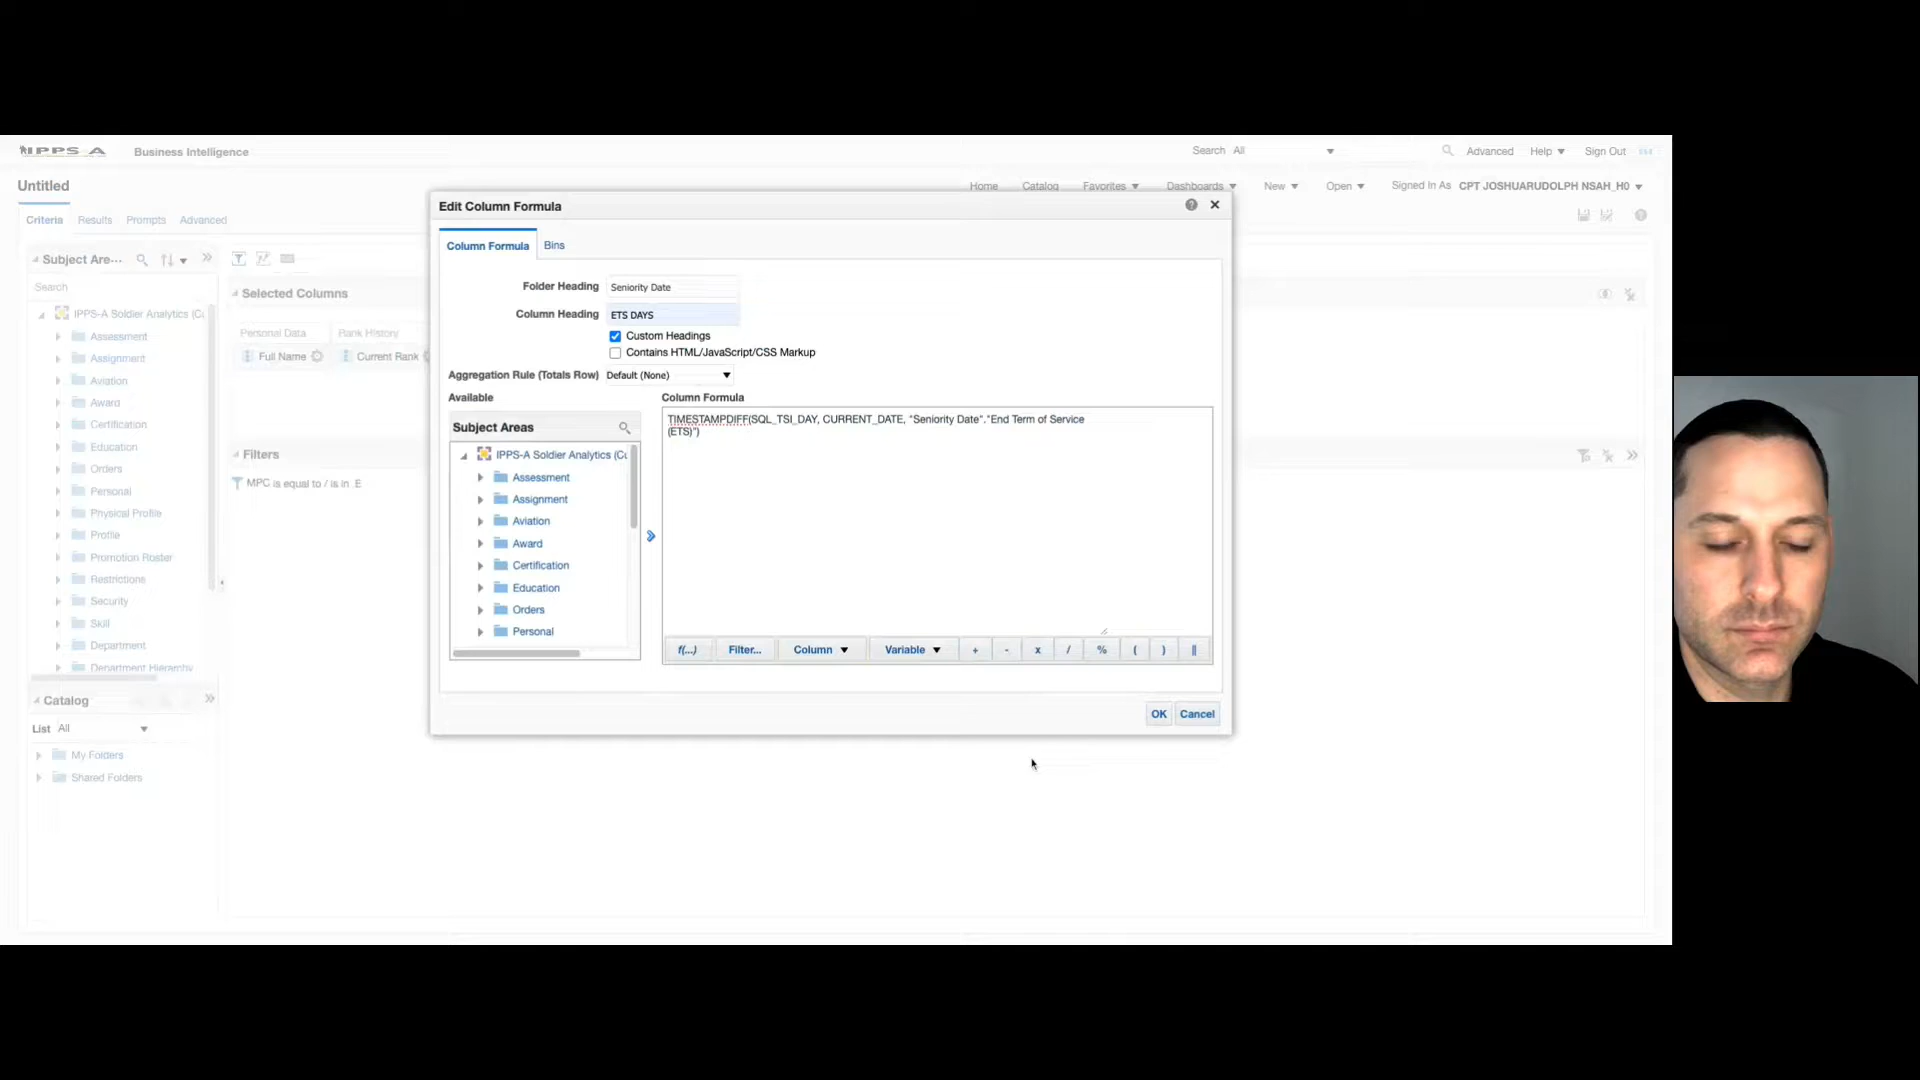 IPPS-A Business Intelligence
Search All
Advanced Help Sign Out
Untitled
Home Catalog Favorites Dashboards New Open Signed In As CPT JOSHUARUDOLPH NSAH_H0
Criteria Results Prompts Advanced
Subject Are...
Search
IPPS-A Soldier Analytics (Cu
Assessment
Assignment
Aviation
Award
Certification
Education
Orders
Personal
Physical Profile
Profile
Promotion Roster
Restrictions
Security
Skill
Department
Department Hierarchy
Catalog
List All
My Folders
Shared Folders
Selected Columns
Personal Data Rank History
Full Name Current Rank
Filters
MPC is equal to / is in E
Edit Column Formula
Column Formula Bins
Folder Heading Seniority Date
Column Heading ETS DAYS
Custom Headings
Contains HTML/JavaScript/CSS Markup
Aggregation Rule (Totals Row) Default (None)
Available
Subject Areas
IPPS-A Soldier Analytics (Cu
Assessment
Assignment
Aviation
Award
Certification
Education
Orders
Personal
Column Formula
TIMESTAMPDIFF(SQL_TSI_DAY, CURRENT_DATE, "Seniority Date"."End Term of Service
(ETS)")
f(...) Filter... Column Variable + - x / % ( ) ||
OK Cancel